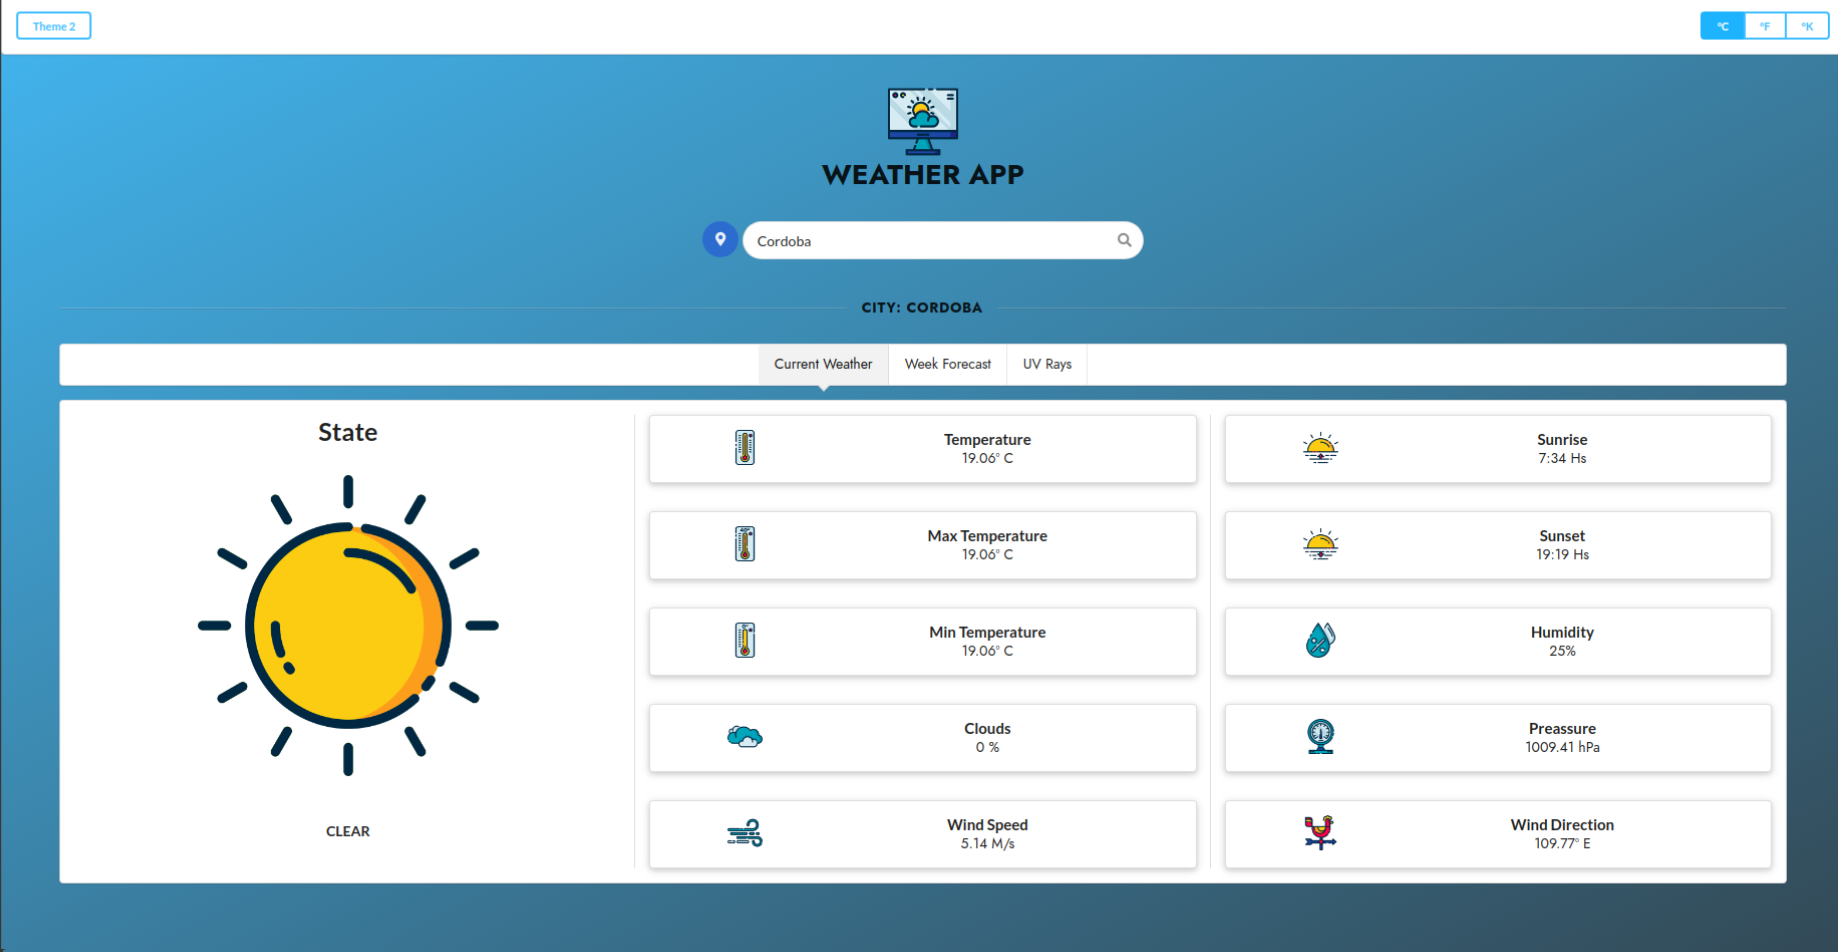 Theme 2
°C °F °K
WEATHER APP
Cordoba
CITY: CORDOBA
Current Weather Week Forecast UV Rays
State
CLEAR
Temperature
19.06° C
Max Temperature
19.06° C
Min Temperature
19.06° C
Clouds
0 %
Wind Speed
5.14 M/s
Sunrise
7:34 Hs
Sunset
19:19 Hs
Humidity
25%
Preassure
1009.41 hPa
Wind Direction
109.77° E